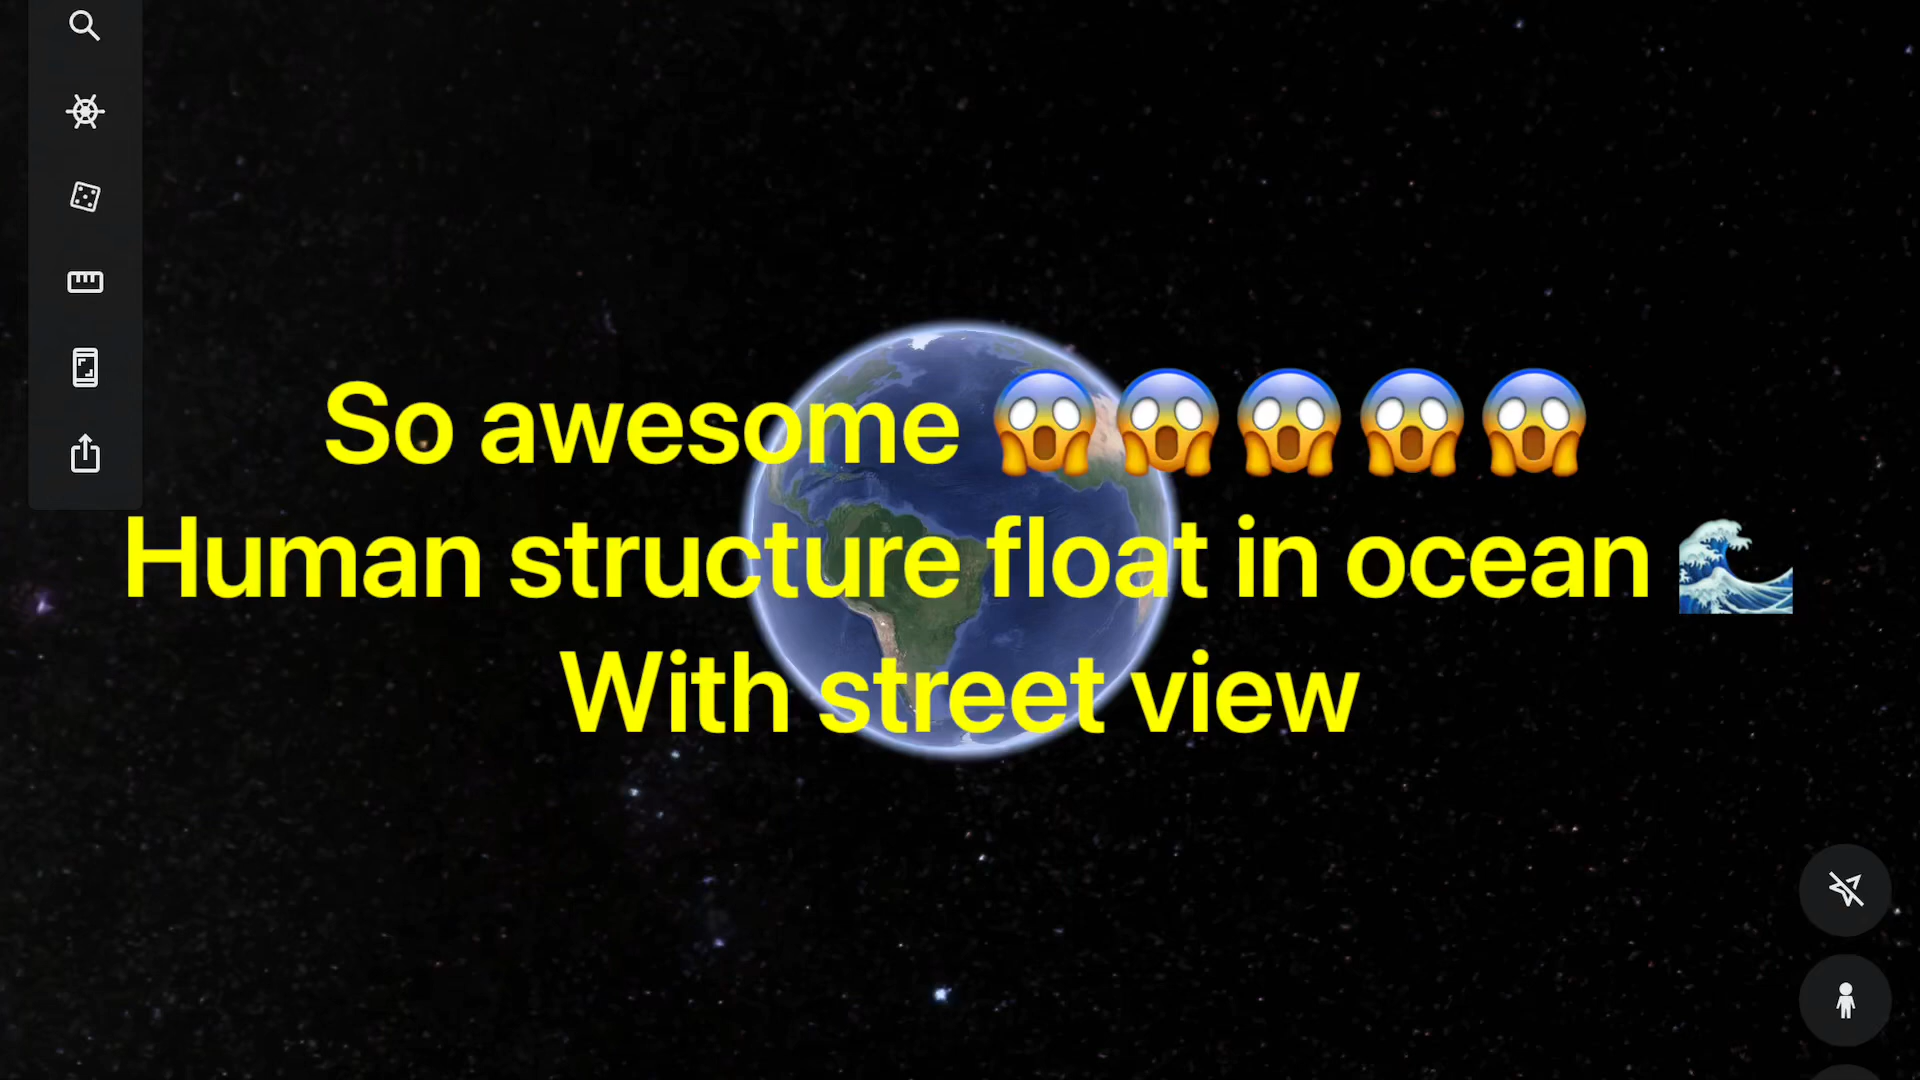 So awesome 😱😱😱😱😱
Human structure float in ocean 🌊
With street view